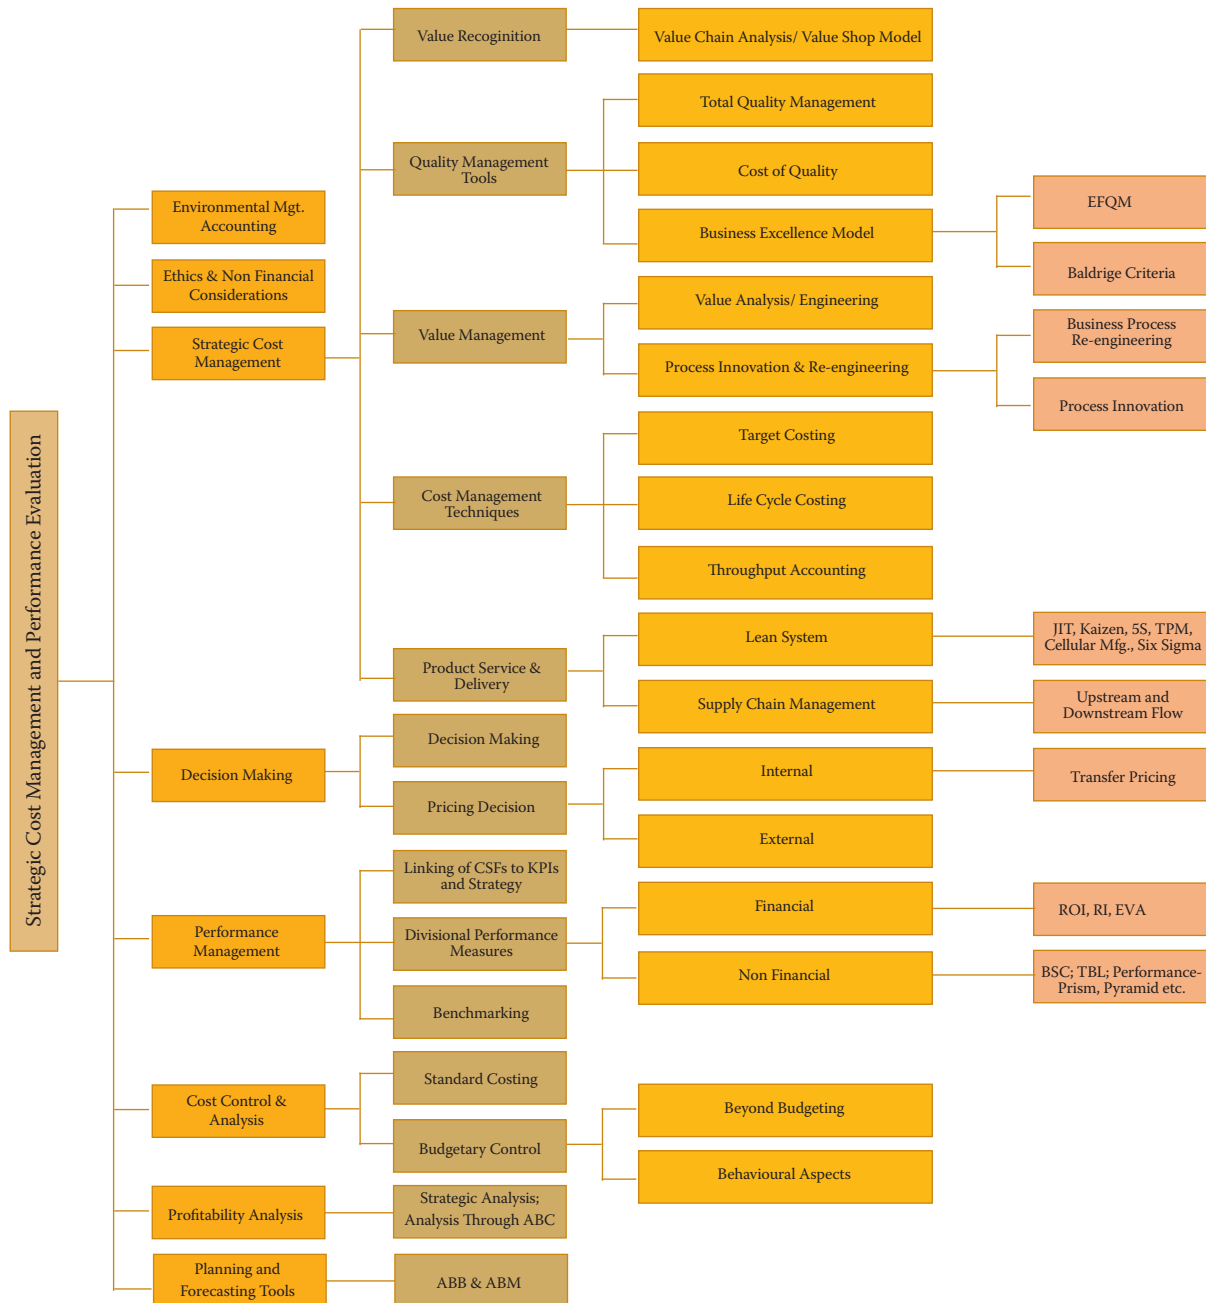 Strategic Cost Management and Performance Evaluation
Environmental Mgt.
Accounting
Ethics & Non Financial
Considerations
Strategic Cost
Management
Value Recoginition
Value Chain Analysis/ Value Shop Model
Quality Management
Tools
Total Quality Management
Cost of Quality
Business Excellence Model
EFQM
Baldrige Criteria
Value Management
Value Analysis/ Engineering
Process Innovation & Re-engineering
Business Process
Re-engineering
Process Innovation
Cost Management
Techniques
Target Costing
Life Cycle Costing
Throughput Accounting
Product Service &
Delivery
Lean System
JIT, Kaizen, 5S, TPM,
Cellular Mfg., Six Sigma
Supply Chain Management
Upstream and
Downstream Flow
Decision Making
Decision Making
Pricing Decision
Internal
Transfer Pricing
External
Performance
Management
Linking of CSFs to KPIs
and Strategy
Divisional Performance
Measures
Financial
ROI, RI, EVA
Non Financial
BSC; TBL; Performance-
Prism, Pyramid etc.
Benchmarking
Cost Control &
Analysis
Standard Costing
Budgetary Control
Beyond Budgeting
Behavioural Aspects
Profitability Analysis
Strategic Analysis;
Analysis Through ABC
Planning and
Forecasting Tools
ABB & ABM